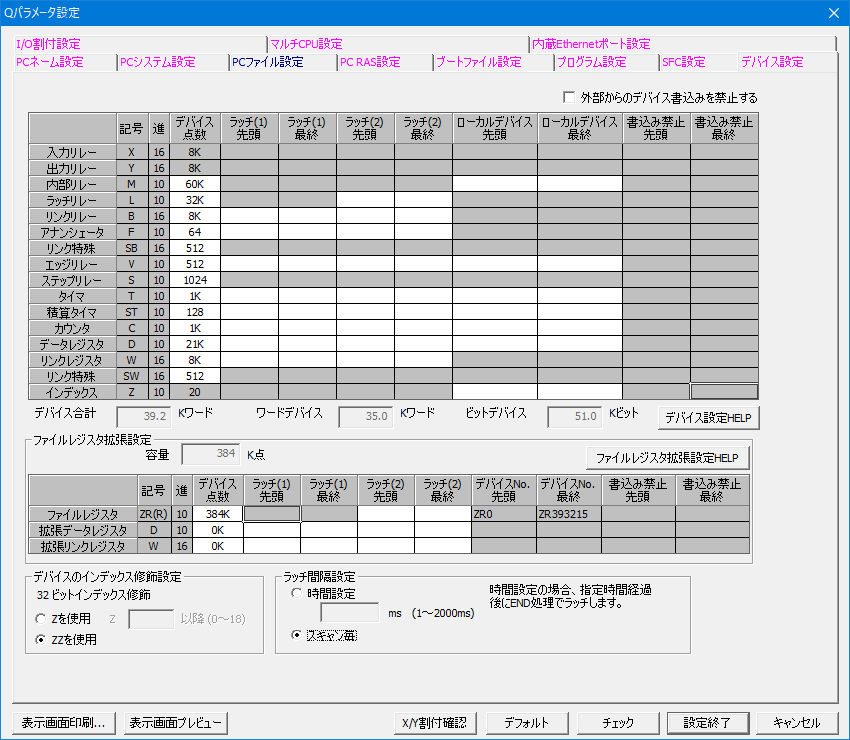 Qパラメータ設定
I/O割付設定 マルチCPU設定 内蔵Ethernetポート設定
PCネーム設定 PCシステム設定 PCファイル設定 PC RAS設定 ブートファイル設定 プログラム設定 SFC設定 デバイス設定
外部からのデバイス書込みを禁止する
記号 進 デバイス点数 ラッチ(1)先頭 ラッチ(1)最終 ラッチ(2)先頭 ラッチ(2)最終 ローカルデバイス先頭 ローカルデバイス最終 書込み禁止先頭 書込み禁止最終
入力リレー X 16 8K
出力リレー Y 16 8K
内部リレー M 10 60K
ラッチリレー L 10 32K
リンクリレー B 16 8K
アナンシェータ F 10 64
リンク特殊 SB 16 512
エッジリレー V 10 512
ステップリレー S 10 1024
タイマ T 10 1K
積算タイマ ST 10 128
カウンタ C 10 1K
データレジスタ D 10 21K
リンクレジスタ W 16 8K
リンク特殊 SW 16 512
インデックス Z 10 20
デバイス合計 39.2 Kワード ワードデバイス 35.0 Kワード ビットデバイス 51.0 Kビット デバイス設定HELP
ファイルレジスタ拡張設定
容量 384 K点 ファイルレジスタ拡張設定HELP
記号 進 デバイス点数 ラッチ(1)先頭 ラッチ(1)最終 ラッチ(2)先頭 ラッチ(2)最終 デバイスNo.先頭 デバイスNo.最終 書込み禁止先頭 書込み禁止最終
ファイルレジスタ ZR(R) 10 384K ZR0 ZR393215
拡張データレジスタ D 10 0K
拡張リンクレジスタ W 16 0K
デバイスのインデックス修飾設定
32ビットインデックス修飾
Zを使用 Z 以降(0～18)
ZZを使用
ラッチ間隔設定
時間設定
ms (1～2000ms)
スキャン毎
時間設定の場合、指定時間経過
後にEND処理でラッチします。
表示画面印刷... 表示画面プレビュー X/Y割付確認 デフォルト チェック 設定終了 キャンセル